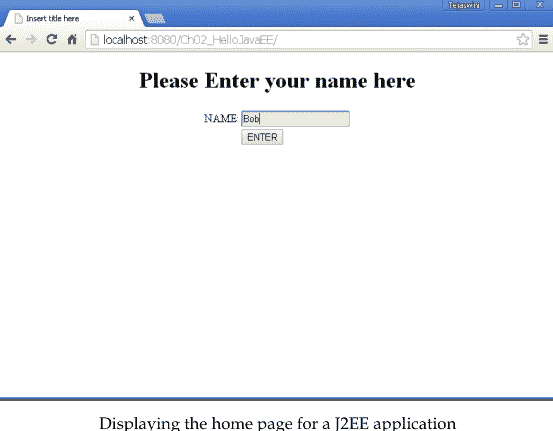 Tejaswini
Insert title here
localhost:8080/Ch02_HelloJavaEE/
Please Enter your name here
NAME: Bob
ENTER
Displaying the home page for a J2EE application